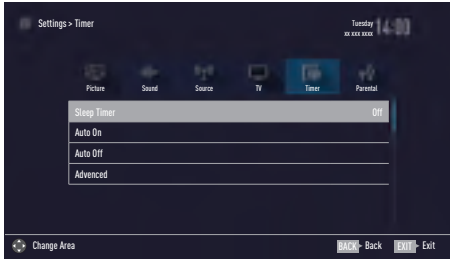 Settings > Timer
Tuesday
xx xxx xxxx
14:00
Picture Sound Source TV Timer Parental
Sleep Timer Off
Auto On
Auto Off
Advanced
Change Area BACK Back EXIT Exit